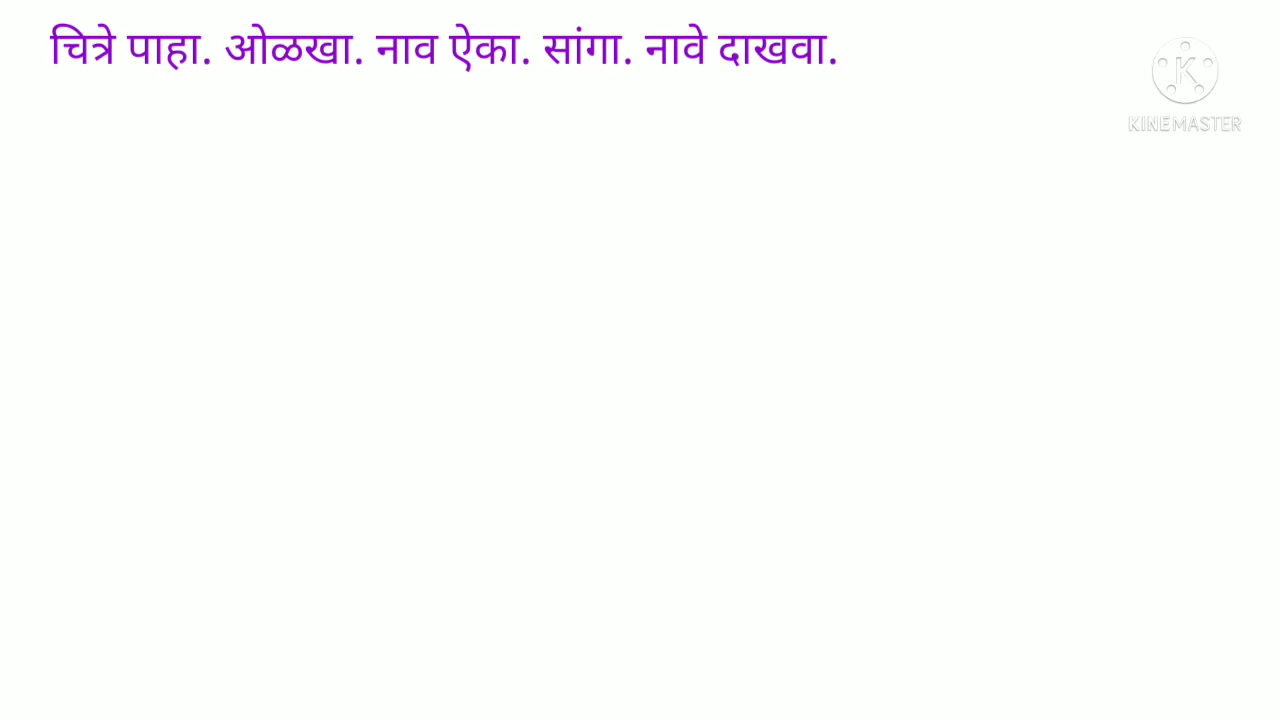 चित्रे पाहा. ओळखा. नाव ऐका. सांगा. नावे दाखवा.
K
KINEMASTER